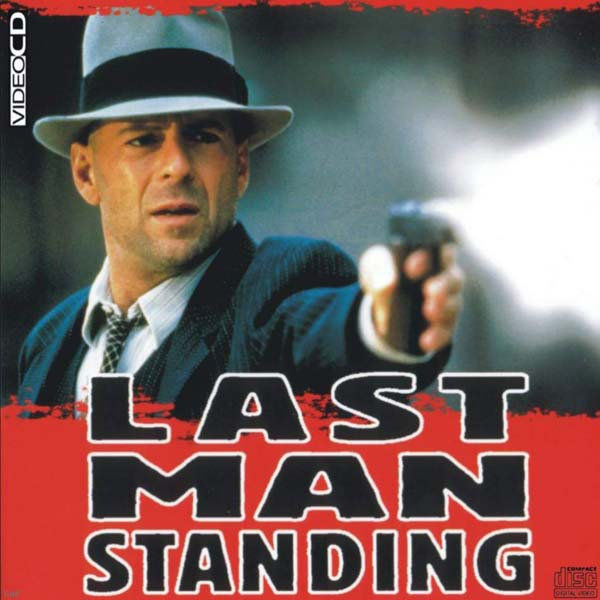 VIDEO CD
LAST
MAN
STANDING
COMPACT
disc
DIGITAL VIDEO